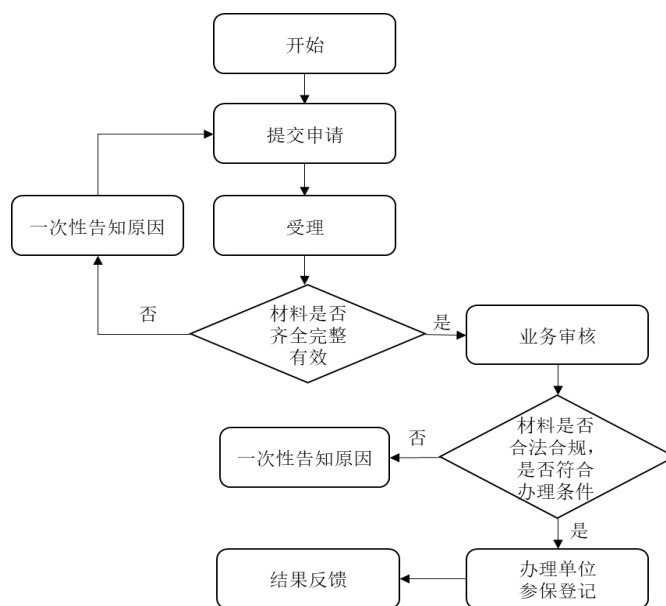 开始
提交申请
一次性告知原因
受理
否
材料是否
齐全完整
有效
是
业务审核
一次性告知原因
否
材料是否
合法合规，
是否符合
办理条件
是
结果反馈
办理单位
参保登记